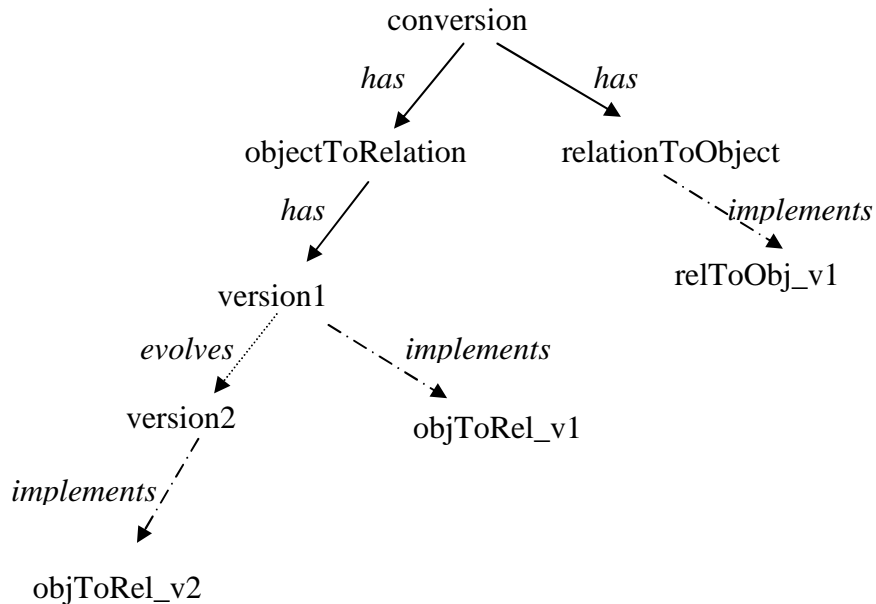 conversion
has has
objectToRelation relationToObject
has implements
relToObj_v1
version1
evolves implements
version2 objToRel_v1
implements
objToRel_v2